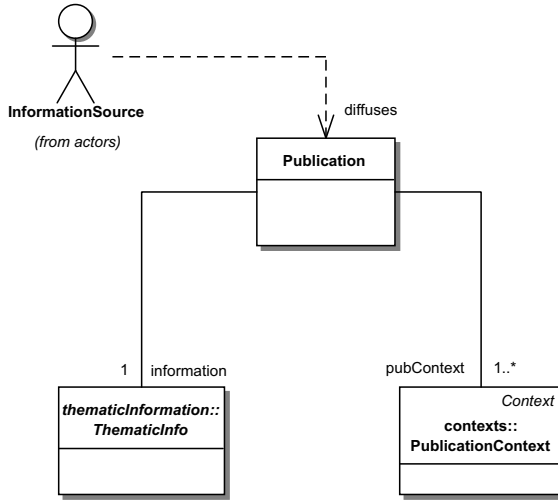 InformationSource
(from actors)
diffuses
Publication
1 information
pubContext 1..*
thematicInformation::
ThematicInfo
Context
contexts::
PublicationContext